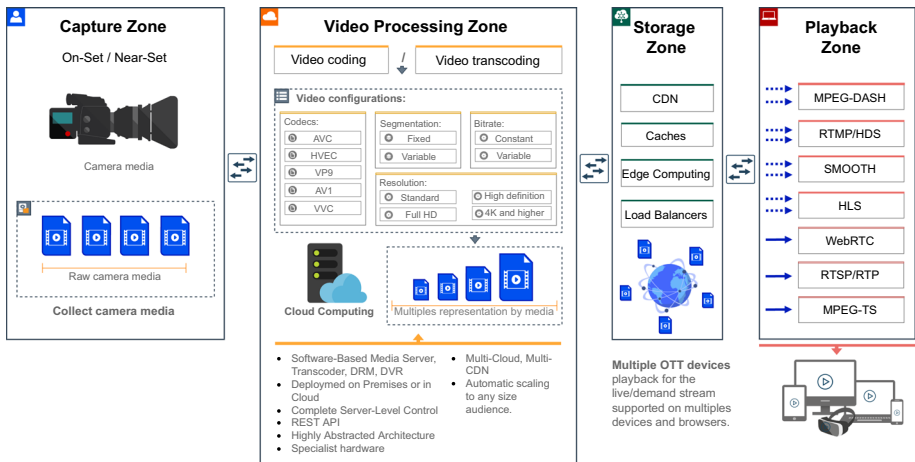 Capture Zone
On-Set / Near-Set
Camera media
Raw camera media
Collect camera media
Video Processing Zone
Video coding
/
Video transcoding
Video configurations:
Codecs:
AVC
HVEC
VP9
AV1
VVC
Segmentation:
Fixed
Variable
Bitrate:
Constant
Variable
Resolution:
Standard
Full HD
High definition
4K and higher
Cloud Computing
Multiples representation by media
• Software-Based Media Server,
Transcoder, DRM, DVR
• Deploymed on Premises or in
Cloud
• Complete Server-Level Control
• REST API
• Highly Abstracted Architecture
• Specialist hardware
• Multi-Cloud, Multi-
CDN
• Automatic scaling
to any size
audience.
Storage
Zone
CDN
Caches
Edge Computing
Load Balancers
Multiple OTT devices
playback for the
live/demand stream
supported on multiples
devices and browsers.
Playback
Zone
MPEG-DASH
RTMP/HDS
SMOOTH
HLS
WebRTC
RTSP/RTP
MPEG-TS